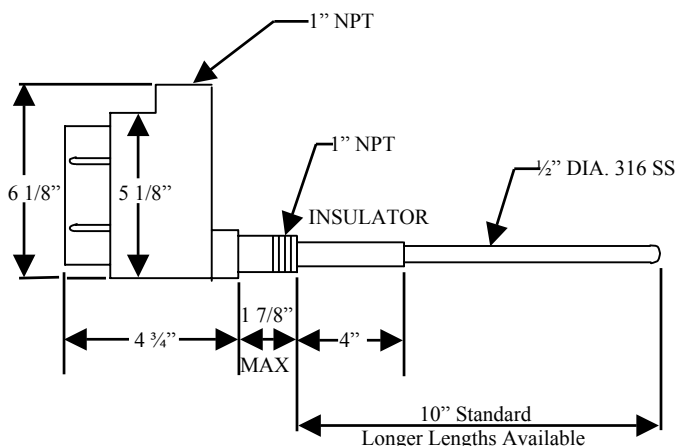 1” NPT
1” NPT
½” DIA. 316 SS
6 1/8”
5 1/8”
INSULATOR
1 7/8”
4 ¾”
4”
MAX
10” Standard
Longer Lengths Available